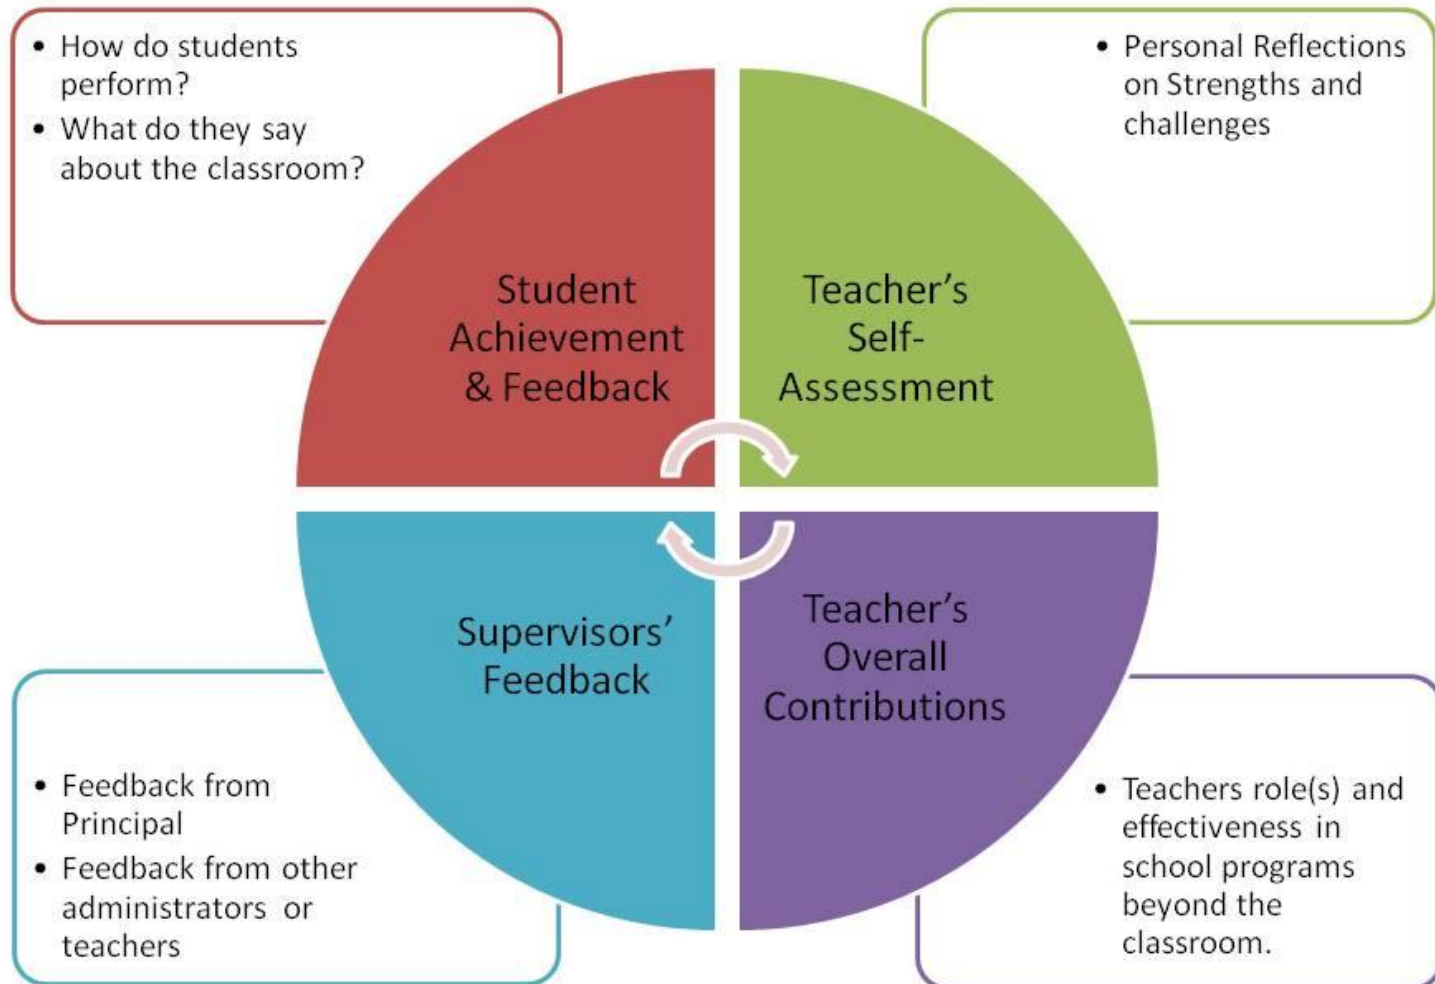 • How do students
perform?
• What do they say
about the classroom?
• Personal Reflections
on Strengths and
challenges
Student
Achievement
& Feedback
Teacher’s
Self-
Assessment
Supervisors’
Feedback
Teacher’s
Overall
Contributions
• Feedback from
Principal
• Feedback from other
administrators or
teachers
• Teachers role(s) and
effectiveness in
school programs
beyond the
classroom.